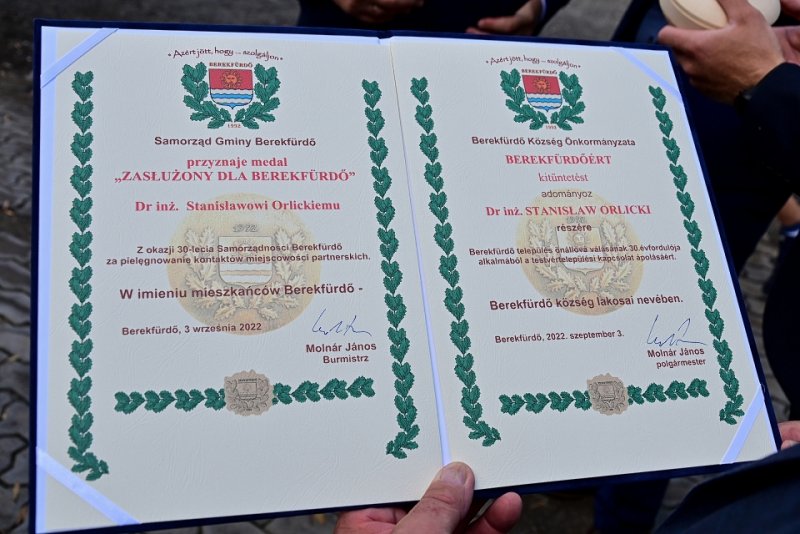 "Azért jött, hogy ... szolgáljon"
BEREKFÜRDŐ
1992
Samorząd Gminy Berekfürdő
przyznaje medal
„ZASŁUŻONY DLA BEREKFÜRDŐ”
Dr inż. Stanisławowi Orlickiemu
1992
Z okazji 30-lecia Samorządności Berekfürdő
za pielęgnowanie kontaktów miejscowości partnerskich.
W imieniu mieszkańców Berekfürdő -
Berekfürdő, 3 września 2022
Molnár János
Burmistrz
"Azért jött, hogy ... szolgáljon"
BEREKFÜRDŐ
1992
Berekfürdő Község Önkormányzata
BEREKFÜRDŐÉRT
kitüntetést
adományoz
Dr inż. STANISŁAW ORLICKI
részére
1992
Berekfürdő település önállóvá válásának 30.évfordulója
alkalmából a testvértelepülési kapcsolat ápolásáért.
Berekfürdő község lakosai nevében.
Berekfürdő, 2022. szeptember 3.
Molnár János
polgármester